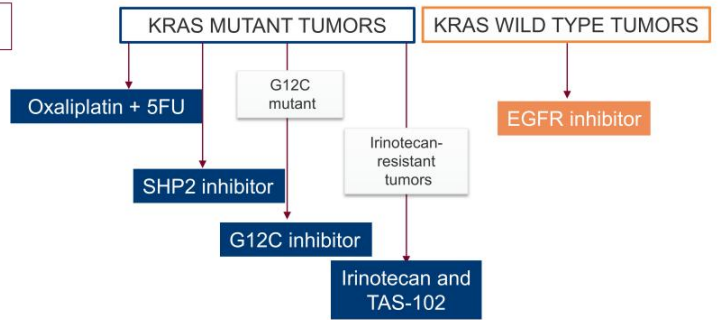 KRAS MUTANT TUMORS
KRAS WILD TYPE TUMORS
G12C
mutant
Oxaliplatin + 5FU
EGFR inhibitor
Irinotecan-
resistant
tumors
SHP2 inhibitor
G12C inhibitor
Irinotecan and
TAS-102